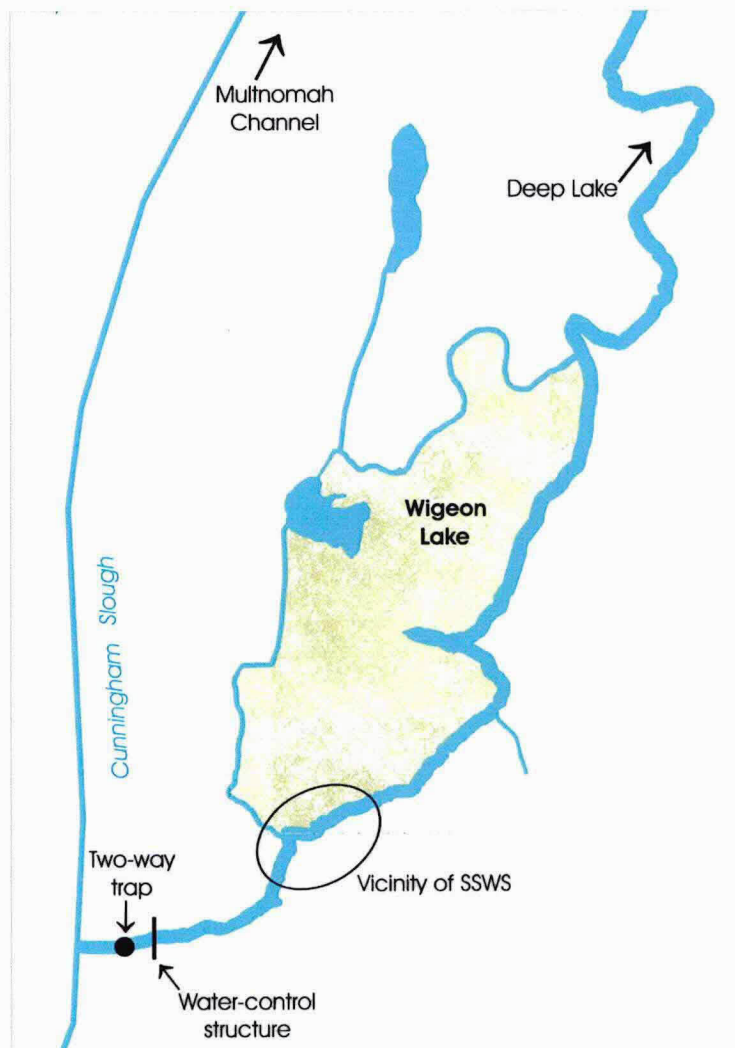 Multnomah
Channel
Deep Lake
Wigeon
Lake
Cunningham Slough
Two-way
trap
Vicinity of SSWS
Water-control
structure